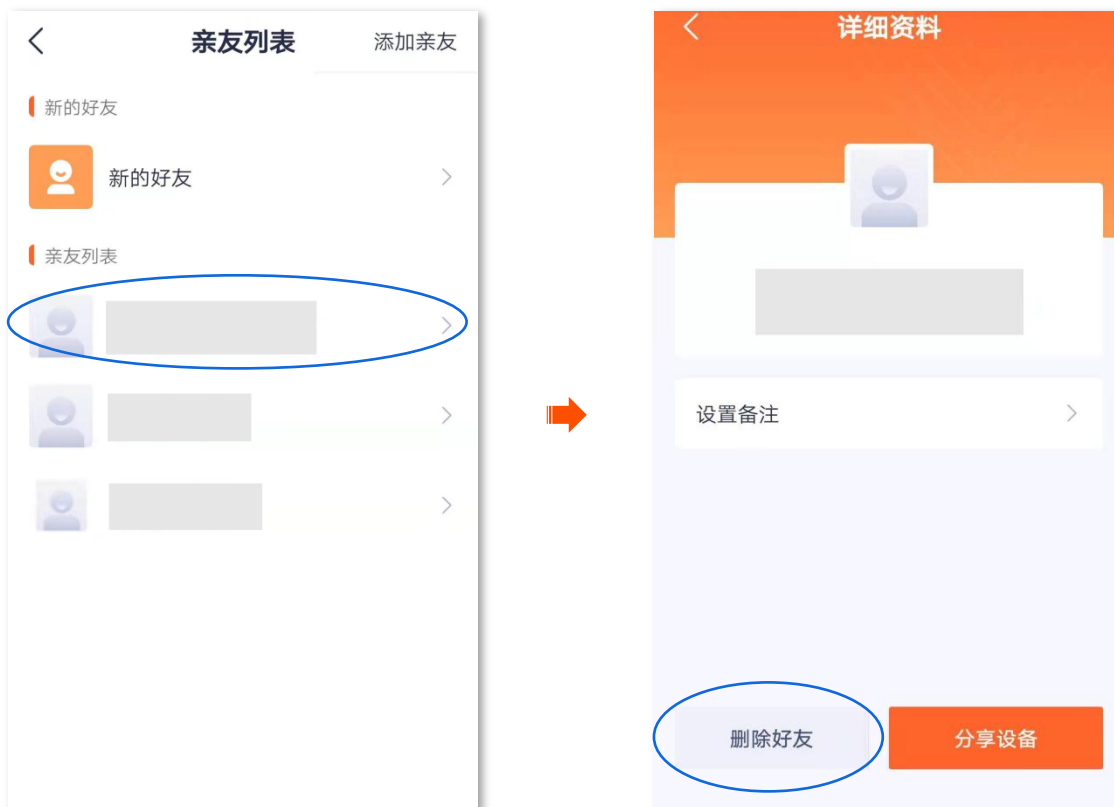 亲友列表
添加亲友
新的好友
新的好友
亲友列表
详细资料
设置备注
删除好友
分享设备